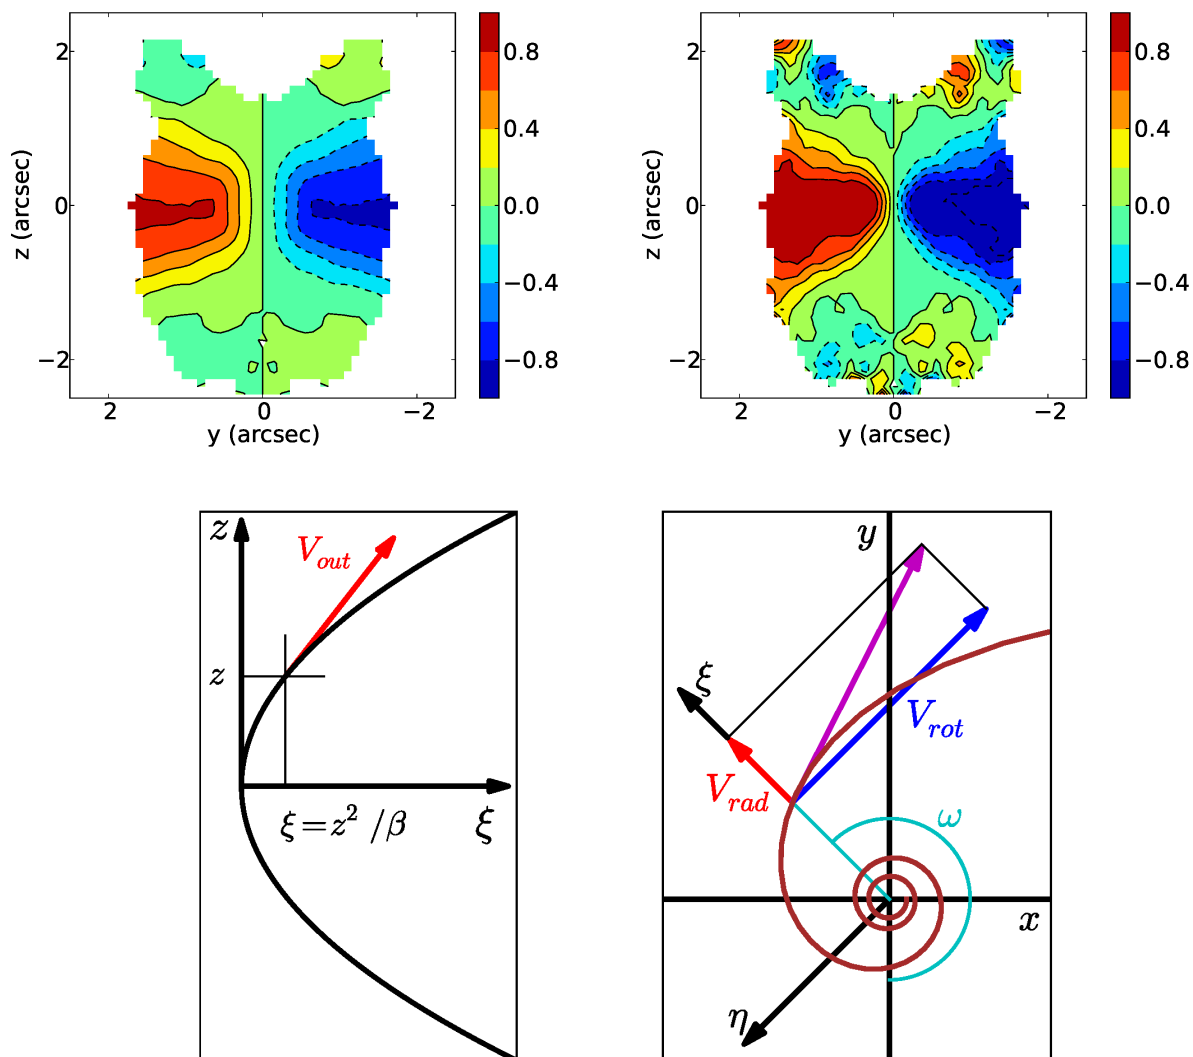 2
0
−2
z (arcsec)
2
0
−2
y (arcsec)
0.8
0.4
0.0
−0.4
−0.8
2
0
−2
z (arcsec)
2
0
−2
y (arcsec)
0.8
0.4
0.0
−0.4
−0.8
z
V_out
z
ξ=z² /β
ξ
y
ξ
V_rot
V_rad
ω
x
η